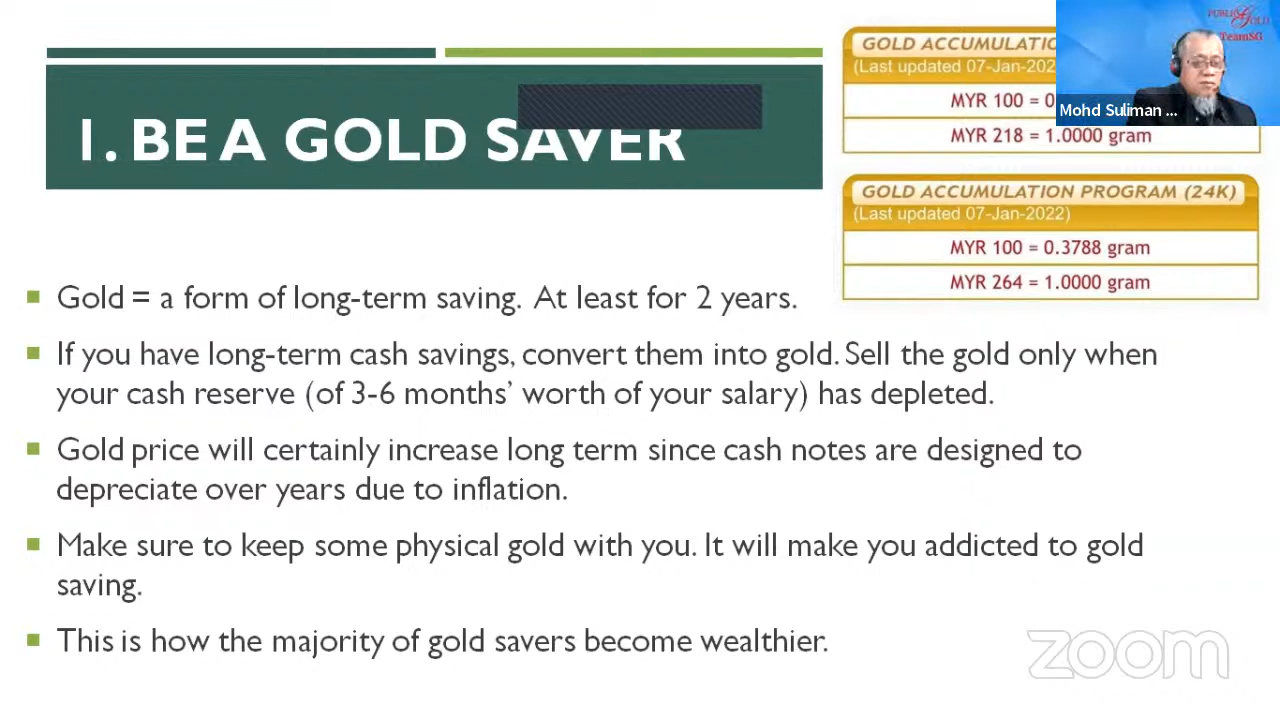 1. BE A GOLD SAVER
GOLD ACCUMULATIO
(Last updated 07-Jan-202
MYR 100 = 0
MYR 218 = 1.0000 gram
PUBLIC GOLD
TeamSG
Mohd Suliman ...
GOLD ACCUMULATION PROGRAM (24K)
(Last updated 07-Jan-2022)
MYR 100 = 0.3788 gram
MYR 264 = 1.0000 gram
Gold = a form of long-term saving. At least for 2 years.
If you have long-term cash savings, convert them into gold. Sell the gold only when
your cash reserve (of 3-6 months’ worth of your salary) has depleted.
Gold price will certainly increase long term since cash notes are designed to
depreciate over years due to inflation.
Make sure to keep some physical gold with you. It will make you addicted to gold
saving.
This is how the majority of gold savers become wealthier.
zoom